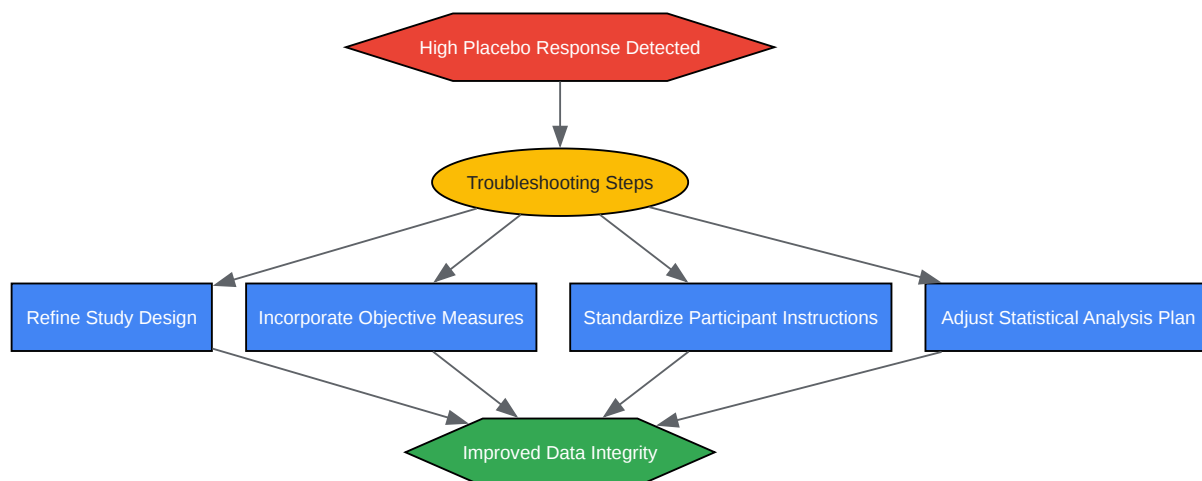 High Placebo Response Detected
Troubleshooting Steps
Refine Study Design
Incorporate Objective Measures
Standardize Participant Instructions
Adjust Statistical Analysis Plan
Improved Data Integrity